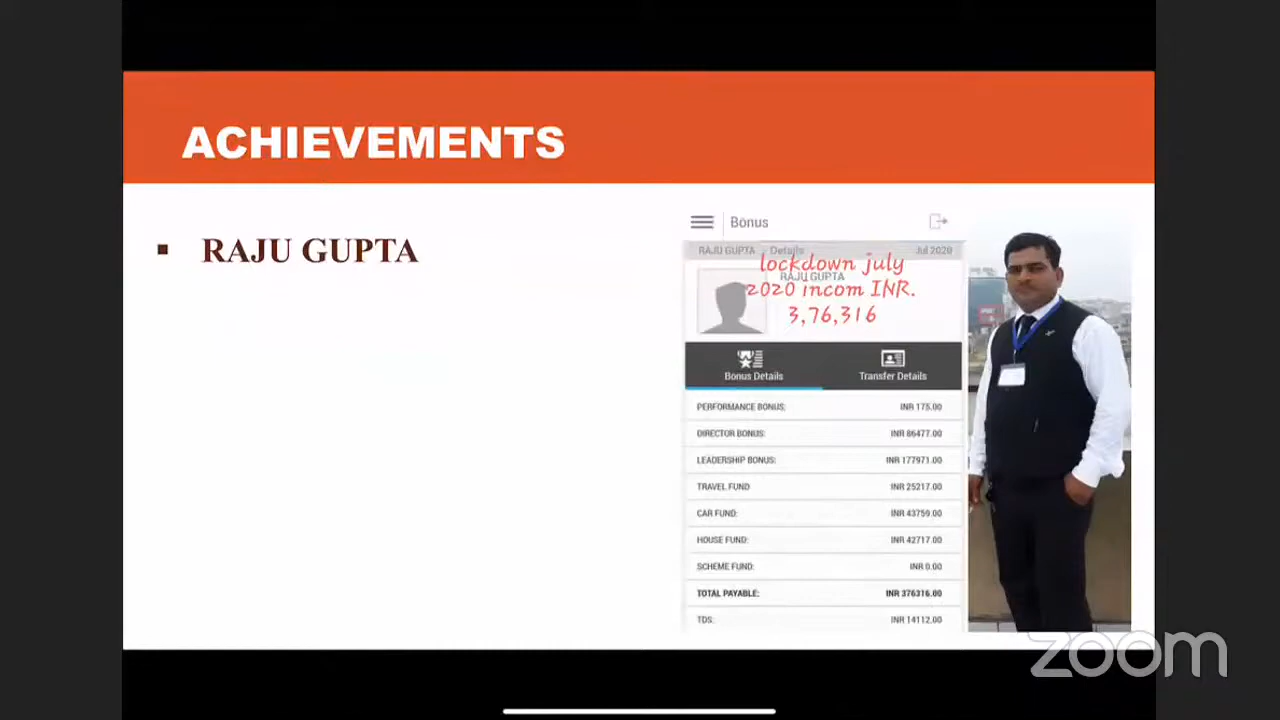 ACHIEVEMENTS
▪ RAJU GUPTA
Bonus
RAJU GUPTA Details Jul 2020
RAJU GUPTA
lockdown july
2020 incom INR.
3,76,316
Bonus Details Transfer Details
PERFORMANCE BONUS: INR 175.00
DIRECTOR BONUS: INR 86477.00
LEADERSHIP BONUS: INR 177971.00
TRAVEL FUND INR 25217.00
CAR FUND: INR 43759.00
HOUSE FUND: INR 42717.00
SCHEME FUND: INR 0.00
TOTAL PAYABLE: INR 376316.00
TDS: INR 14112.00
zoom